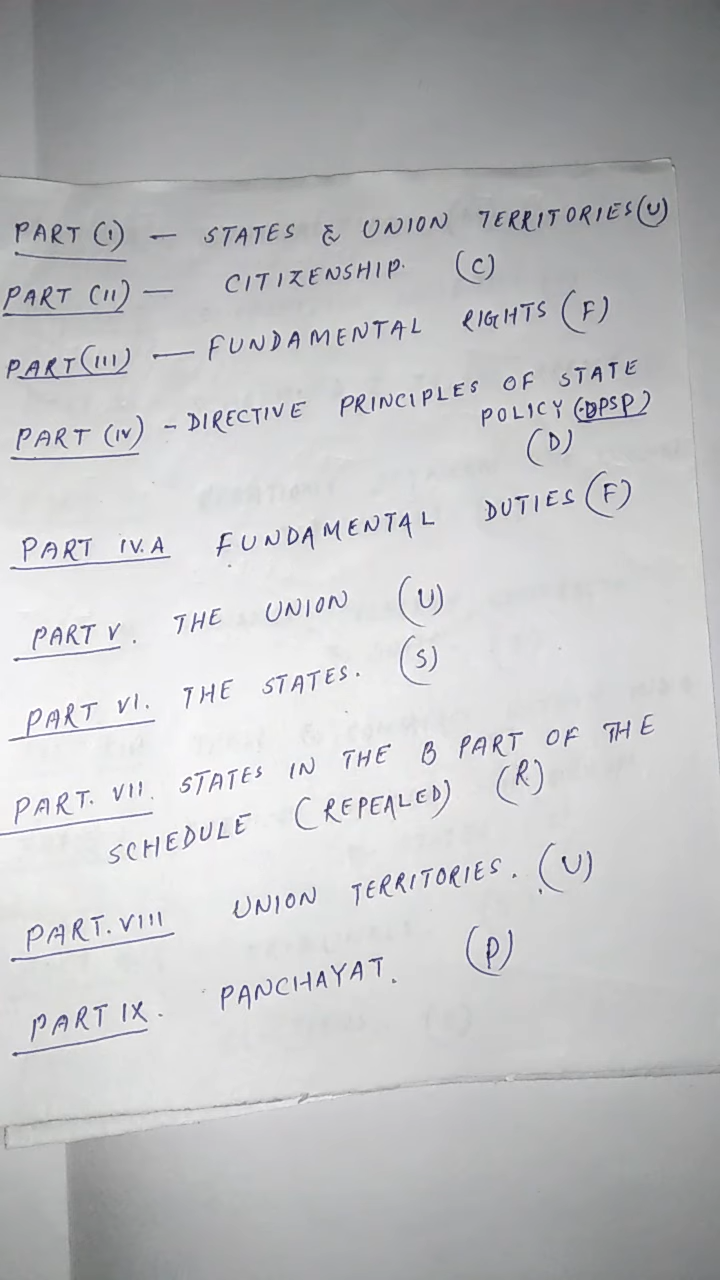 PART (I) — STATES & UNION TERRITORIES (U)
PART (II) — CITIZENSHIP. (C)
PART (III) — FUNDAMENTAL RIGHTS (F)
PART (IV) - DIRECTIVE PRINCIPLES OF STATE
POLICY (DPSP)
(D)
PART IV.A FUNDAMENTAL DUTIES (F)
PART V. THE UNION (U)
PART VI. THE STATES. (S)
PART. VII. STATES IN THE B PART OF THE
SCHEDULE (REPEALED) (R)
PART. VIII UNION TERRITORIES. (U)
PART IX. PANCHAYAT. (P)